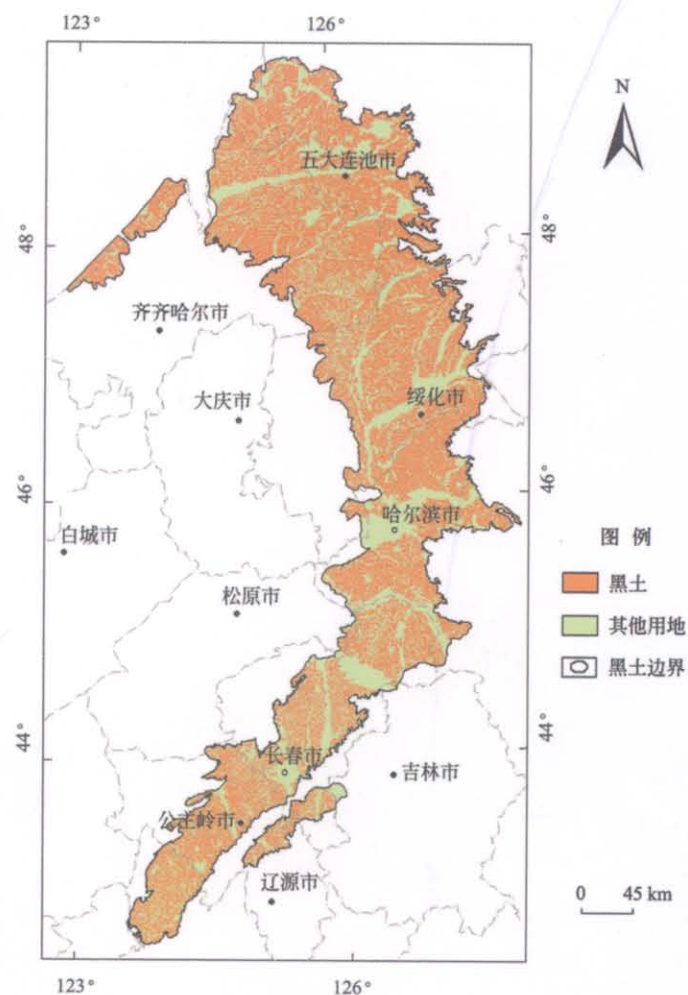 123°
126°
N
五大连池市
48°
48°
齐齐哈尔市
大庆市
绥化市
46°
46°
哈尔滨市
白城市
图 例
黑土
松原市
其他用地
黑土边界
44°
44°
长春市
吉林市
公主岭市
辽源市
0 45 km
123°
126°